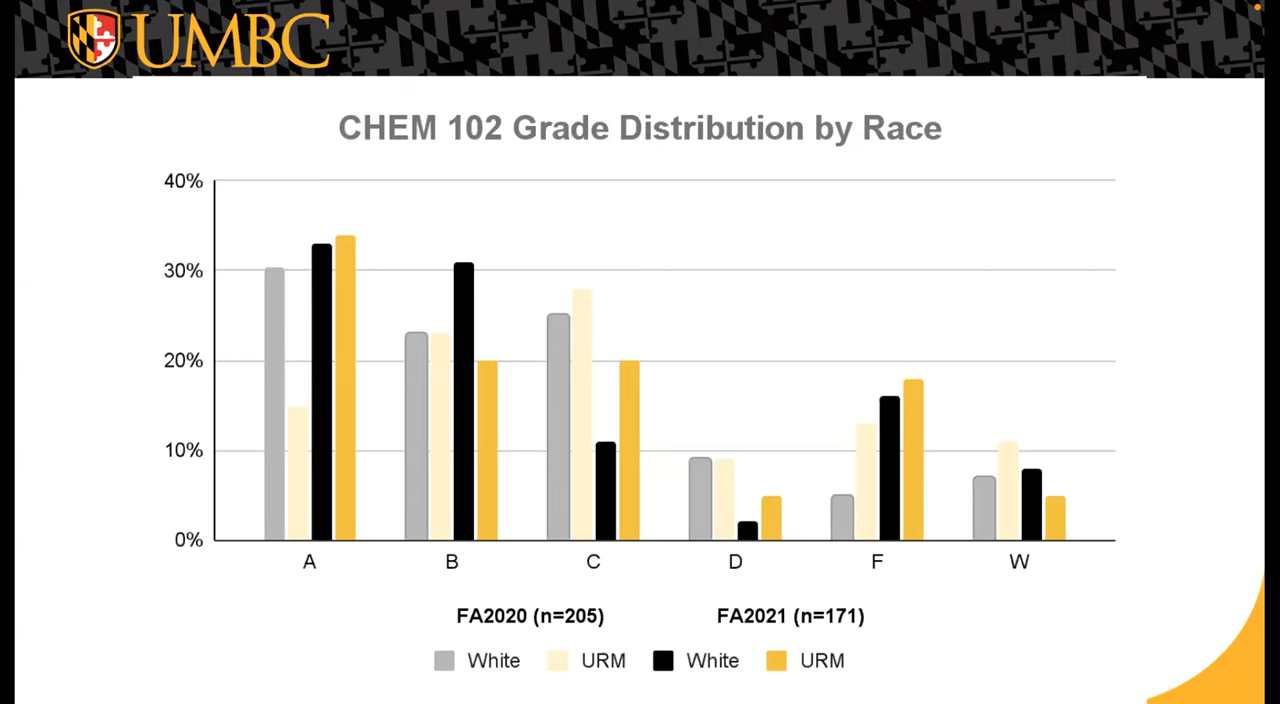 UMBC
CHEM 102 Grade Distribution by Race
40%
30%
20%
10%
0%
A B C D F W
FA2020 (n=205) FA2021 (n=171)
White URM White URM